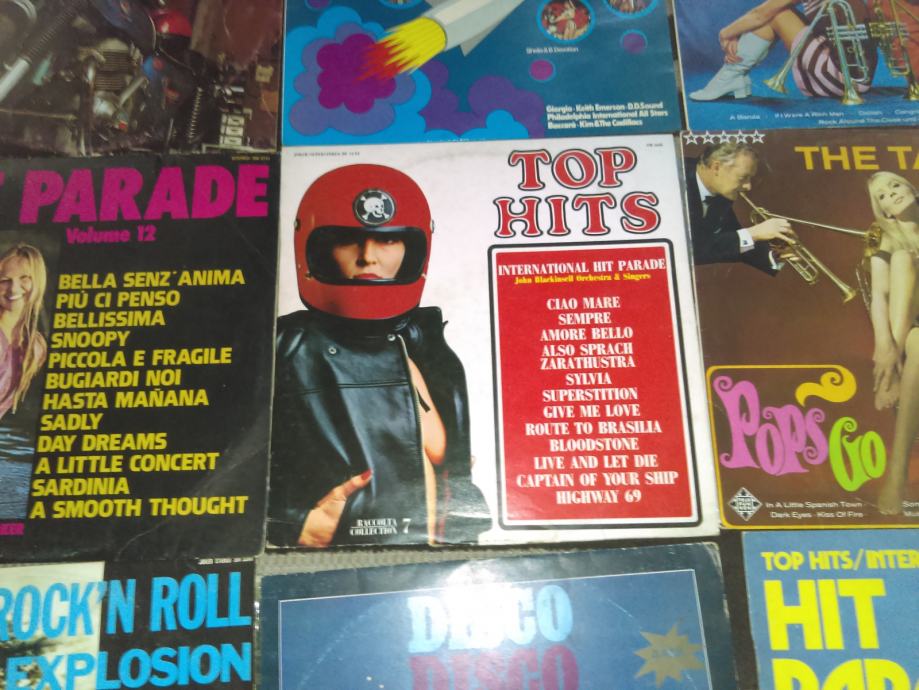 Sheila & B. Devotion
Giorgio · Keith Emerson · D.D.Sound
Philadelphia International All Stars
Baccara · Kim & The Cadillacs
A Banda
If I Were A Rich Man
Rock Around The Clock
PARADE
Volume 12
BELLA SENZ'ANIMA
PIÙ CI PENSO
BELLISSIMA
SNOOPY
PICCOLA E FRAGILE
BUGIARDI NOI
HASTA MAÑANA
SADLY
DAY DREAMS
A LITTLE CONCERT
SARDINIA
A SMOOTH THOUGHT
TOP
HITS
INTERNATIONAL HIT PARADE
John Blackinsell Orchestra & Singers
CIAO MARE
SEMPRE
AMORE BELLO
ALSO SPRACH
ZARATHUSTRA
SYLVIA
SUPERSTITION
GIVE ME LOVE
ROUTE TO BRASILIA
BLOODSTONE
LIVE AND LET DIE
CAPTAIN OF YOUR SHIP
HIGHWAY 69
RACCOLTA
COLLECTION 7
THE TA
POPS
GO
In A Little Spanish Town
Dark Eyes · Kiss Of Fire
ROCK'N ROLL
EXPLOSION
DISCO
DISCO
TOP HITS/INTER
HIT
PAR